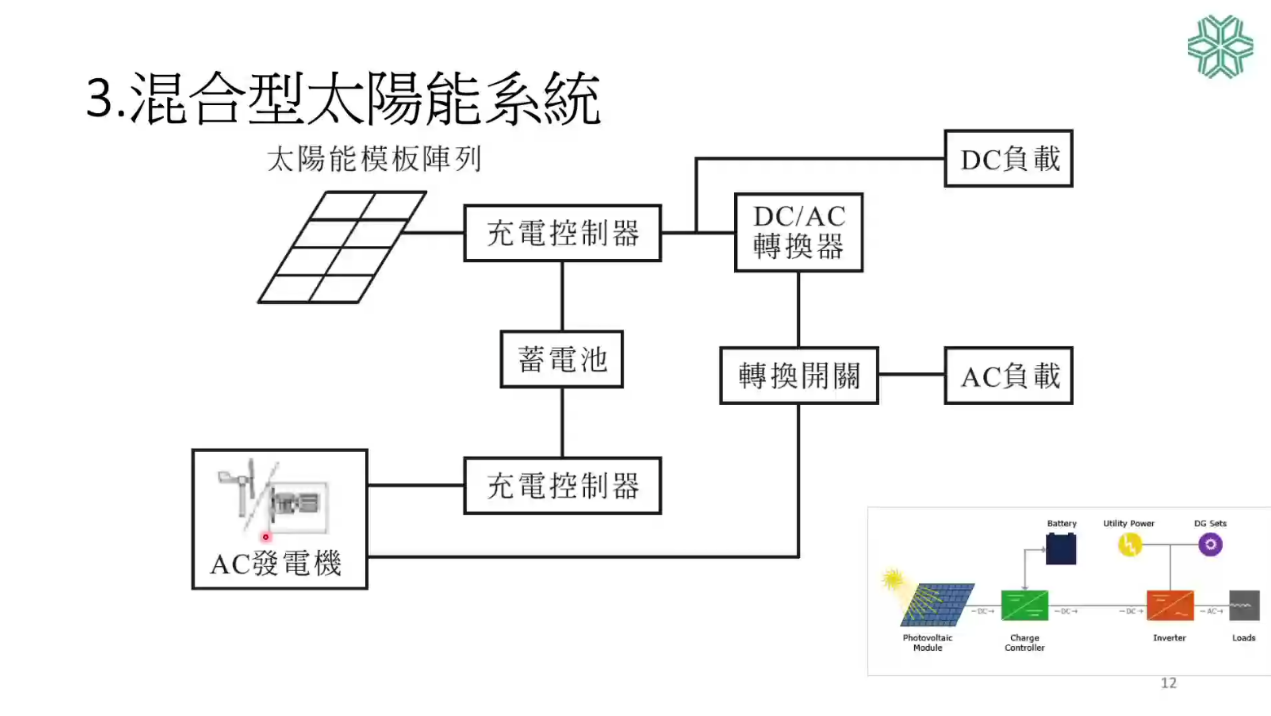 3.混合型太陽能系統
太陽能模板陣列
DC負載
充電控制器
DC/AC
轉換器
蓄電池
轉換開關
AC負載
充電控制器
AC發電機
Battery
Utility Power
DG Sets
DC
DC
DC
AC
Photovoltaic
Module
Charge
Controller
Inverter
Loads
12